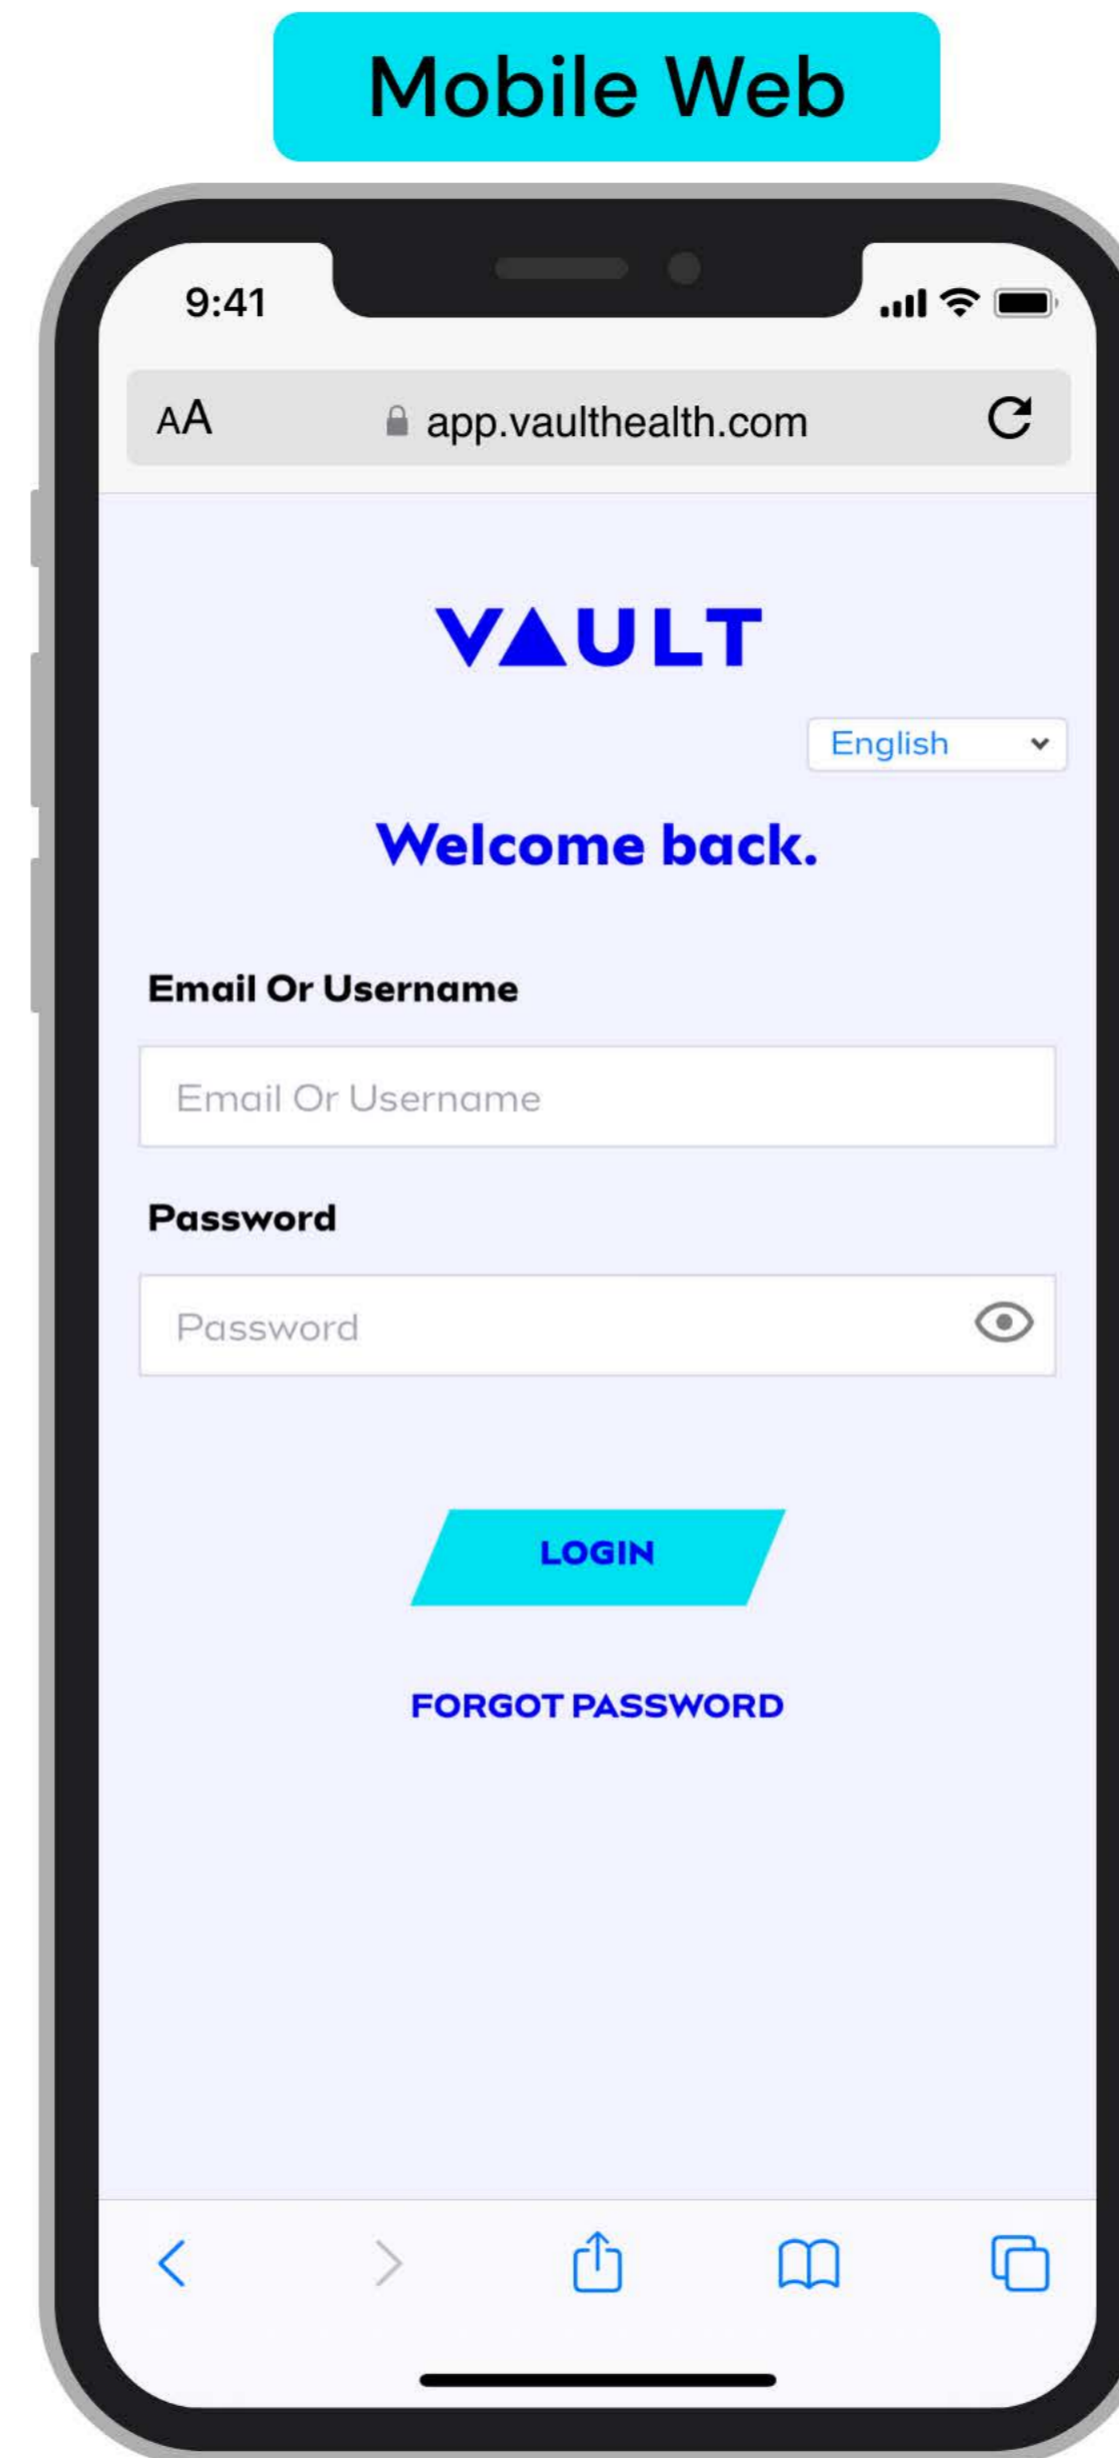 Mobile Web
9:41
AA app.vaulthealth.com
VAULT
English
Welcome back.
Email Or Username
Email Or Username
Password
Password
LOGIN
FORGOT PASSWORD